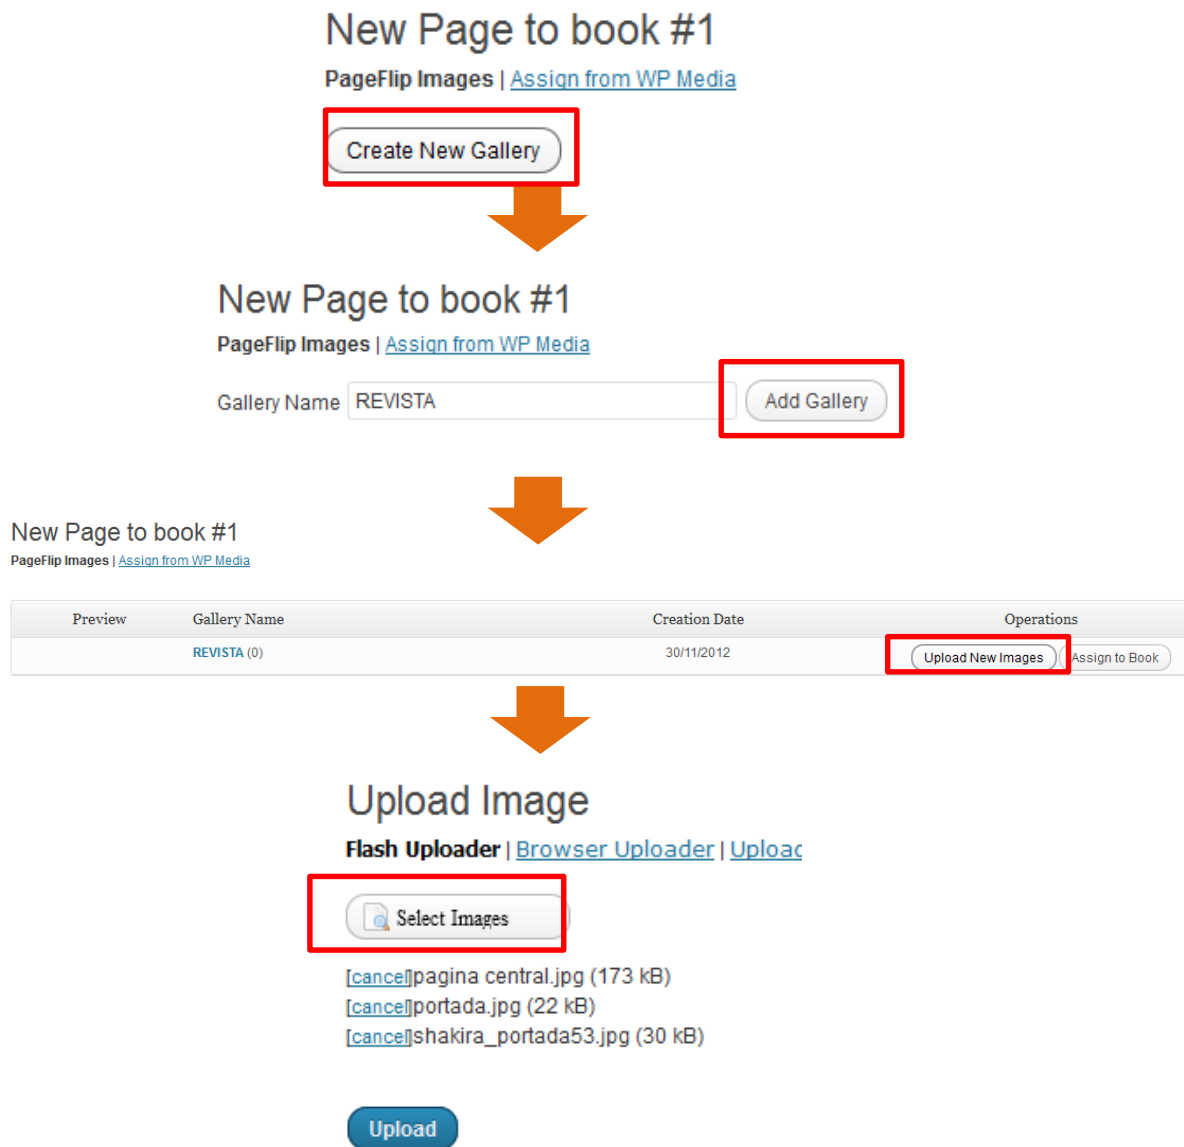 New Page to book #1
PageFlip Images | Assign from WP Media
Create New Gallery
New Page to book #1
PageFlip Images | Assign from WP Media
Gallery Name REVISTA Add Gallery
New Page to book #1
PageFlip Images | Assign from WP Media
Preview Gallery Name Creation Date Operations
REVISTA (0) 30/11/2012 Upload New Images Assign to Book
Upload Image
Flash Uploader | Browser Uploader | Upload
Select Images
[cancel]pagina central.jpg (173 kB)
[cancel]portada.jpg (22 kB)
[cancel]shakira_portada53.jpg (30 kB)
Upload